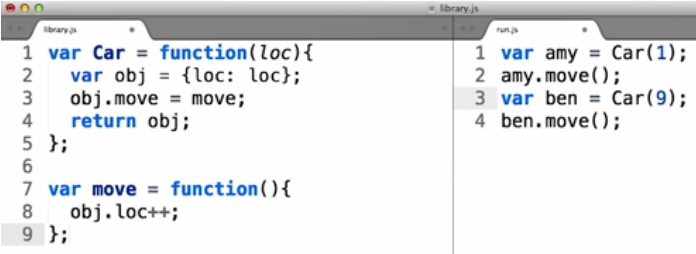 library.js
library.js
1 var Car = function(loc){
2   var obj = {loc: loc};
3   obj.move = move;
4   return obj;
5 };
6
7 var move = function(){
8   obj.loc++;
9 };
run.js
1 var amy = Car(1);
2 amy.move();
3 var ben = Car(9);
4 ben.move();